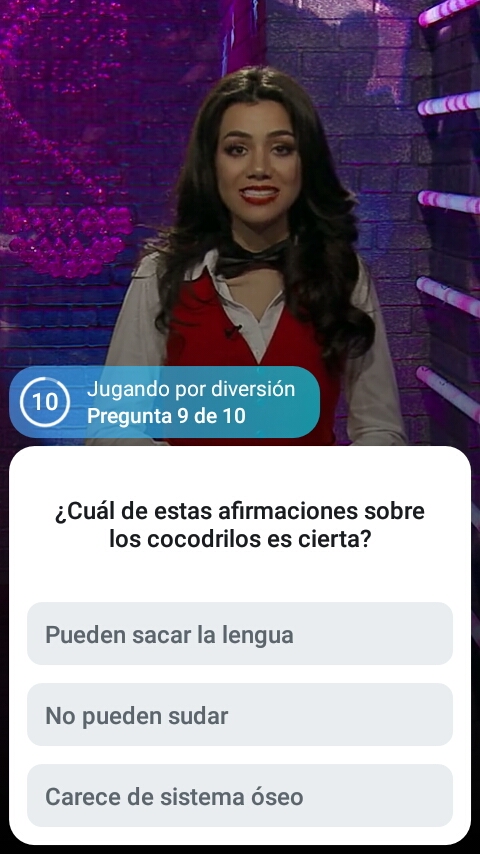 10
Jugando por diversión
Pregunta 9 de 10
¿Cuál de estas afirmaciones sobre
los cocodrilos es cierta?
Pueden sacar la lengua
No pueden sudar
Carece de sistema óseo